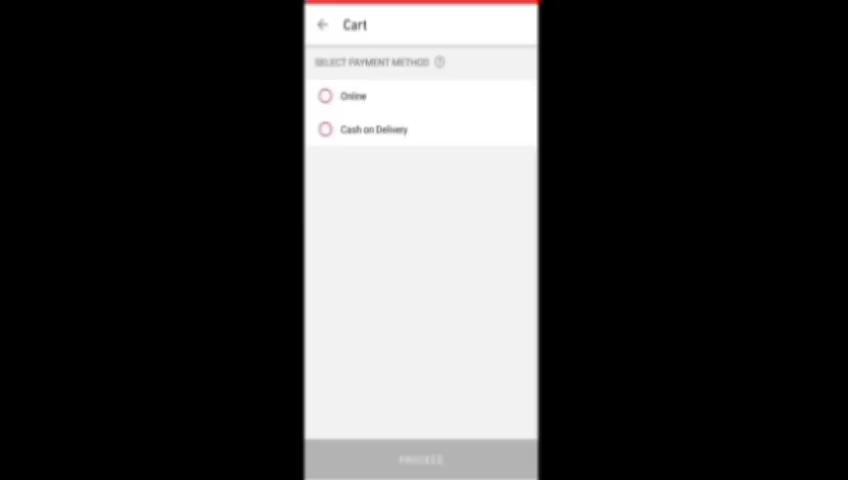 Cart
SELECT PAYMENT METHOD ?
Online
Cash on Delivery
PROCEED